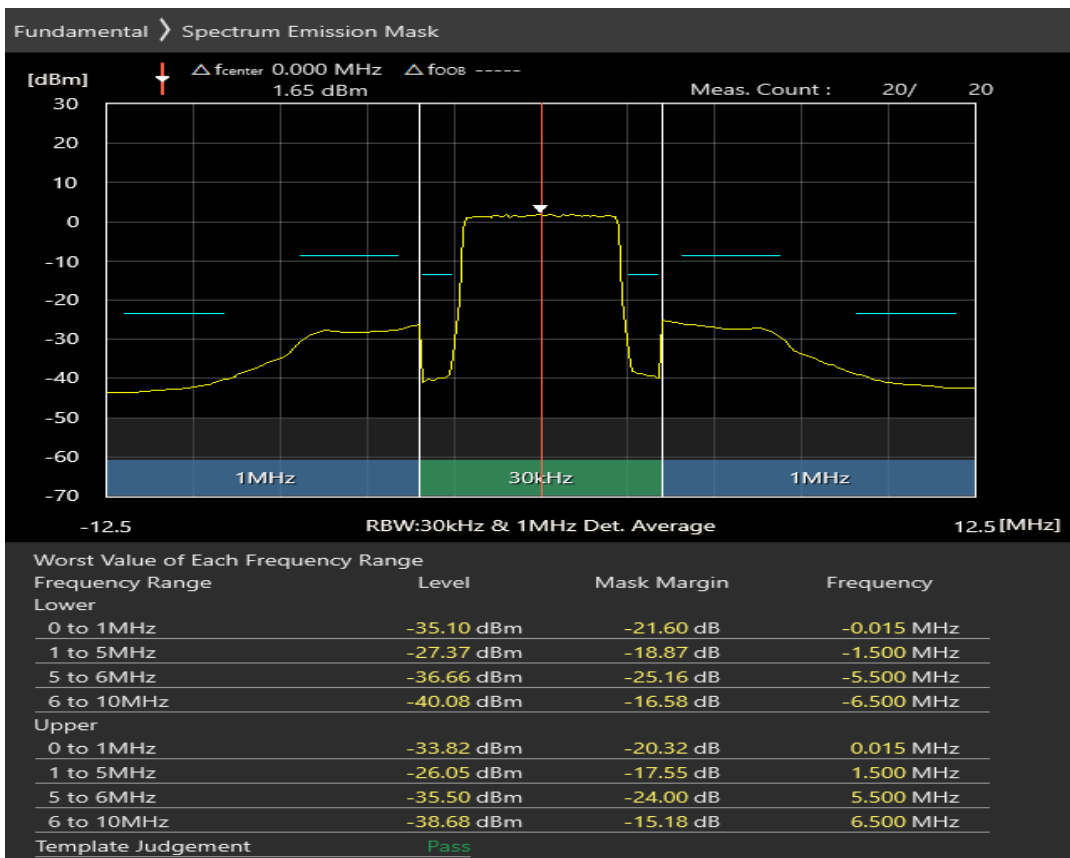 Fundamental ❯ Spectrum Emission Mask
[dBm] △ fcenter 0.000 MHz △ fOOB -----
1.65 dBm Meas. Count : 20/ 20
30
20
10
0
-10
-20
-30
-40
-50
-60
1MHz 30kHz 1MHz
-70
-12.5 RBW:30kHz & 1MHz Det. Average 12.5 [MHz]
Worst Value of Each Frequency Range
Frequency Range Level Mask Margin Frequency
Lower
0 to 1MHz -35.10 dBm -21.60 dB -0.015 MHz
1 to 5MHz -27.37 dBm -18.87 dB -1.500 MHz
5 to 6MHz -36.66 dBm -25.16 dB -5.500 MHz
6 to 10MHz -40.08 dBm -16.58 dB -6.500 MHz
Upper
0 to 1MHz -33.82 dBm -20.32 dB 0.015 MHz
1 to 5MHz -26.05 dBm -17.55 dB 1.500 MHz
5 to 6MHz -35.50 dBm -24.00 dB 5.500 MHz
6 to 10MHz -38.68 dBm -15.18 dB 6.500 MHz
Template Judgement Pass